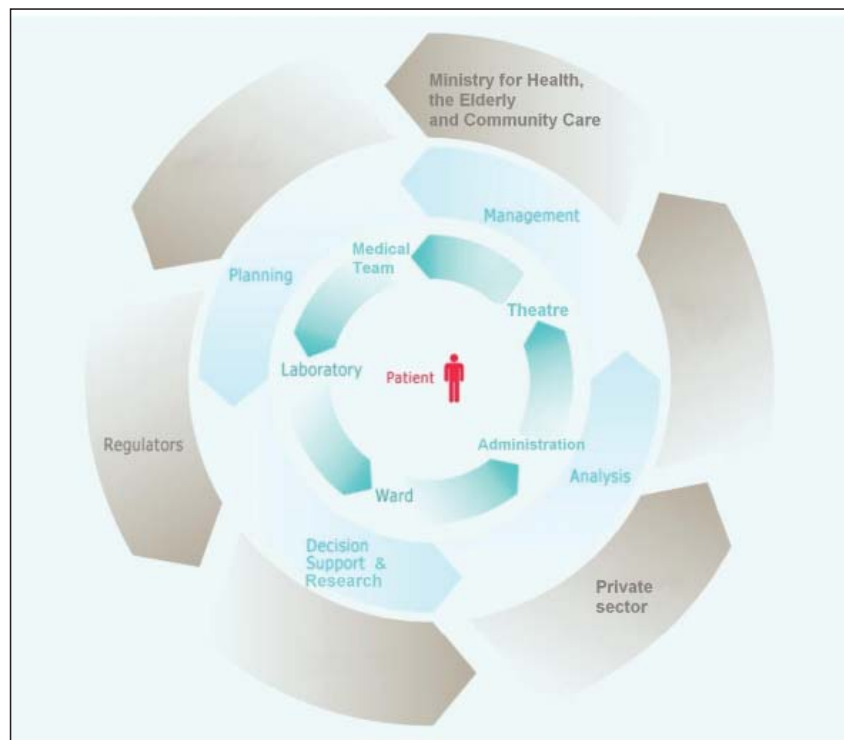 Ministry for Health,
the Elderly
and Community Care
Management
Medical
Team
Planning
Theatre
Laboratory
Patient
Regulators
Administration
Analysis
Ward
Decision
Support &
Research
Private
sector